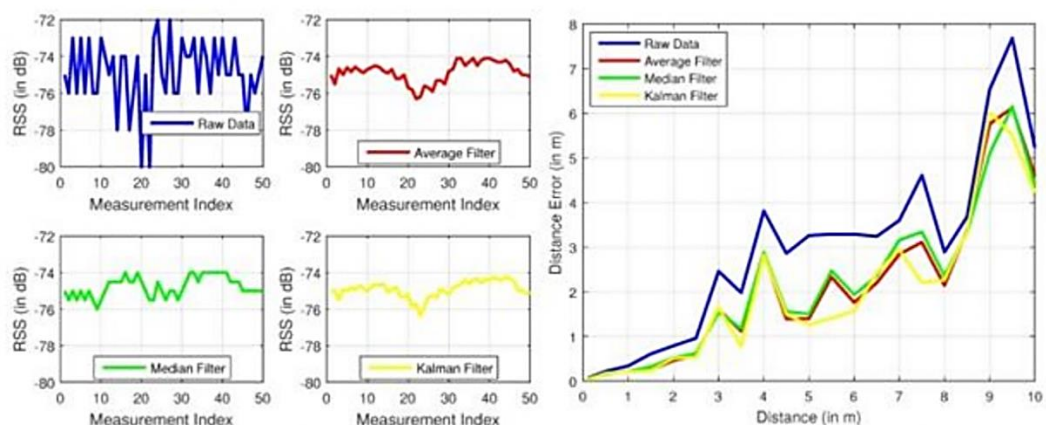 -72
-74
-76
-78
-80
RSS (in dB)
Raw Data
0 10 20 30 40 50
Measurement Index
-72
-74
-76
-78
-80
RSS (in dB)
Average Filter
0 10 20 30 40 50
Measurement Index
-72
-74
-76
-78
-80
RSS (in dB)
Median Filter
0 10 20 30 40 50
Measurement Index
-72
-74
-76
-78
-80
RSS (in dB)
Kalman Filter
0 10 20 30 40 50
Measurement Index
8
7
6
5
4
3
2
1
0
Distance Error (in m)
Raw Data
Average Filter
Median Filter
Kalman Filter
0 1 2 3 4 5 6 7 8 9 10
Distance (in m)